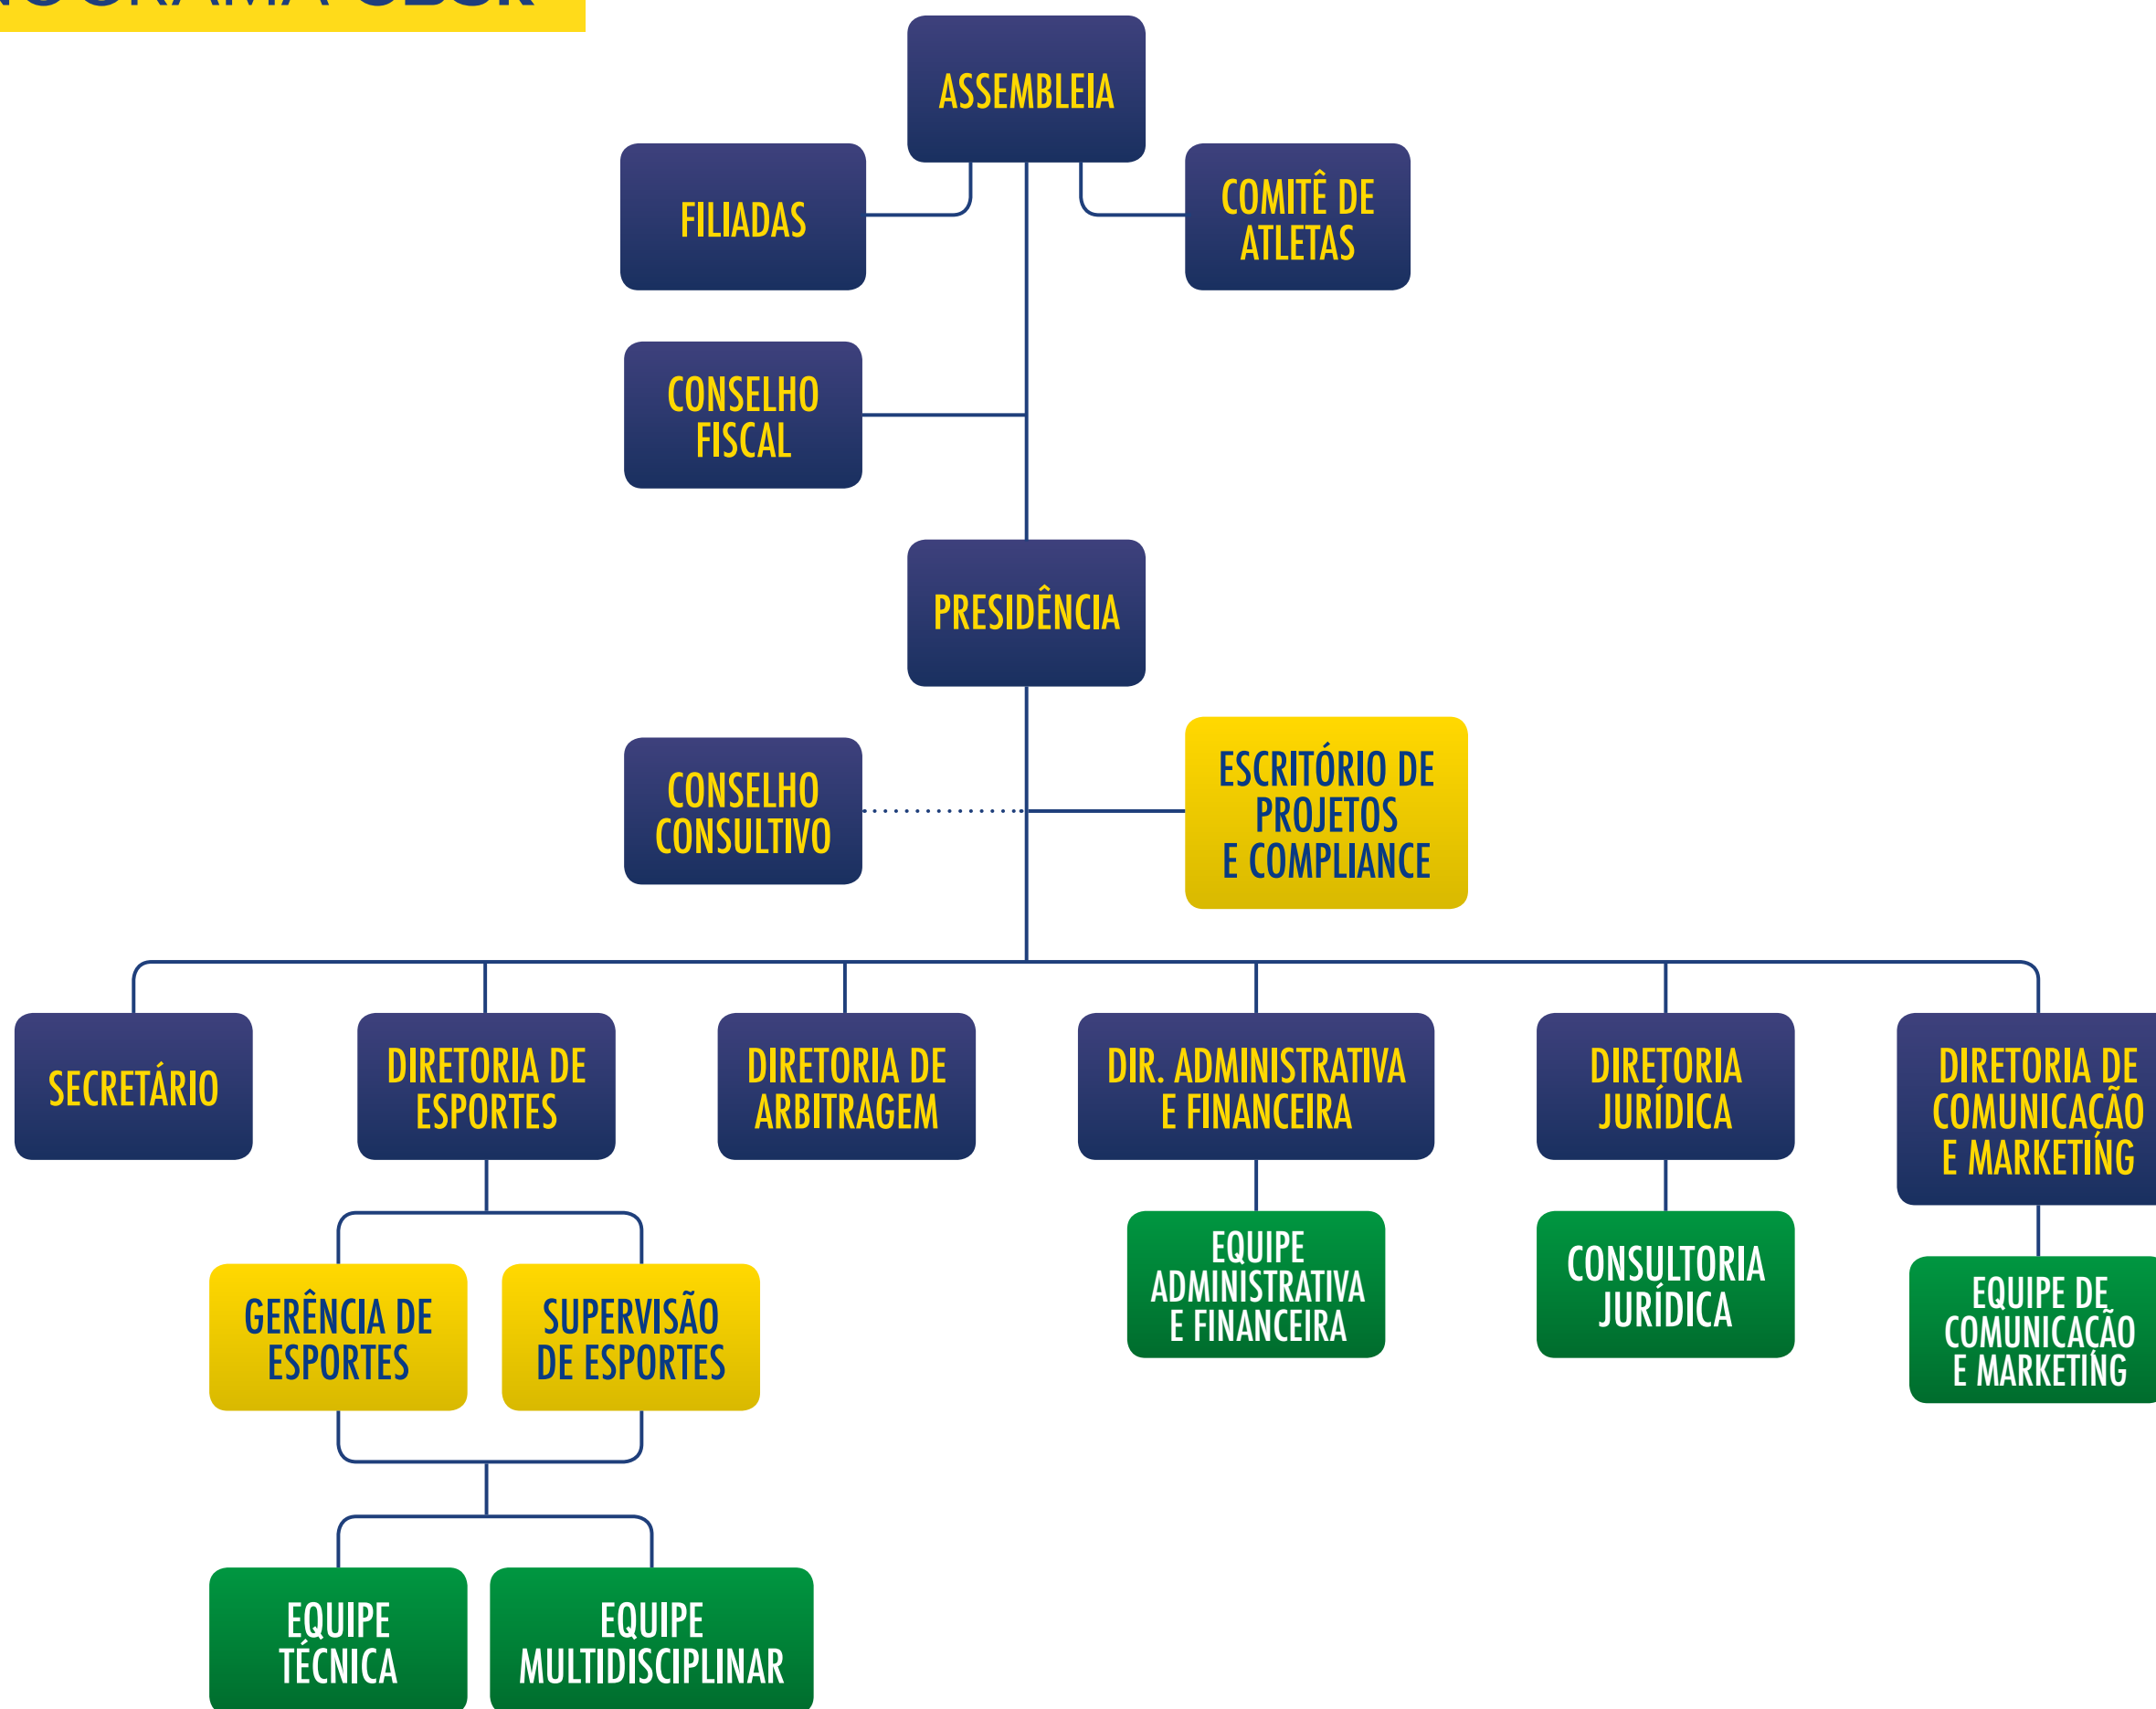 ASSEMBLEIA
FILIADAS
COMITÊ DE
ATLETAS
CONSELHO
FISCAL
PRESIDÊNCIA
CONSELHO
CONSULTIVO
ESCRITÓRIO DE
PROJETOS
E COMPLIANCE
SECRETÁRIO
DIRETORIA DE
ESPORTES
DIRETORIA DE
ARBITRAGEM
DIR. ADMINISTRATIVA
E FINANCEIRA
DIRETORIA
JURÍDICA
DIRETORIA DE
COMUNICAÇÃO
E MARKETING
EQUIPE
ADMINISTRATIVA
E FINANCEIRA
CONSULTORIA
JURÍDICA
EQUIPE DE
COMUNICAÇÃO
E MARKETING
GERÊNCIA DE
ESPORTES
SUPERVISÃO
DE ESPORTES
EQUIPE
TÉCNICA
EQUIPE
MULTIDISCIPLINAR